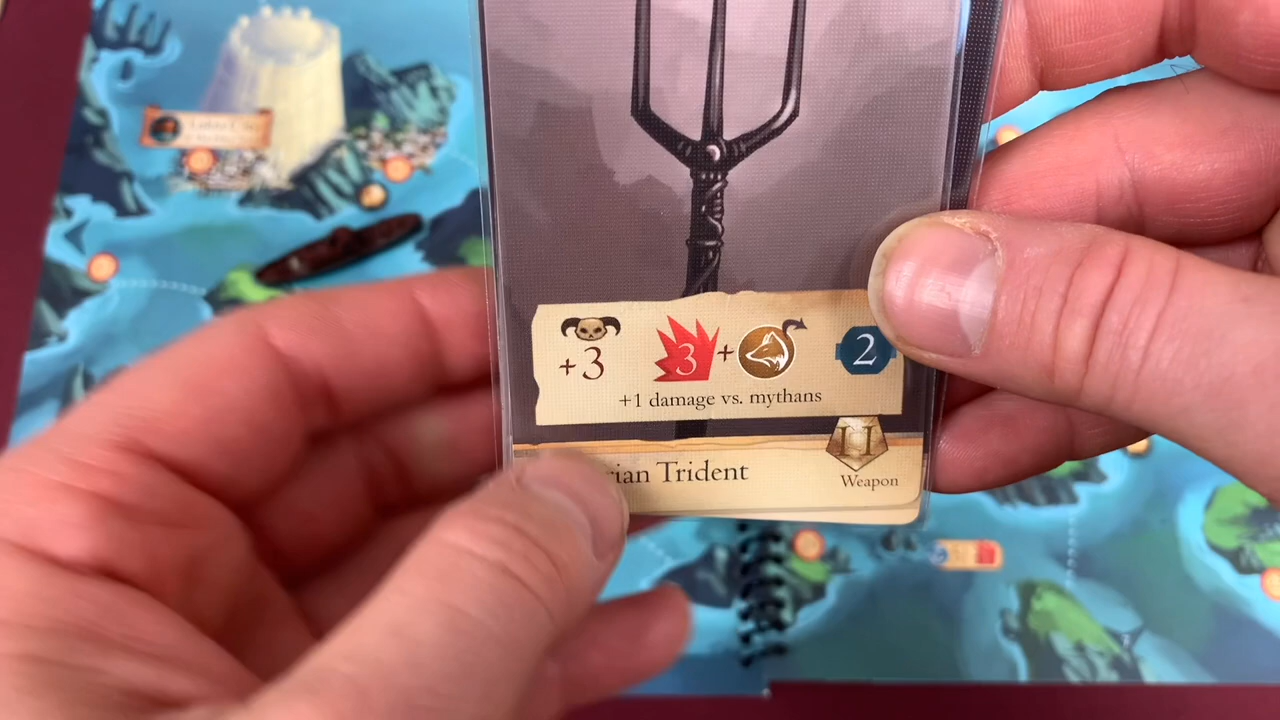 +3 3 + 2
+1 damage vs. mythans
II
Trident
Weapon